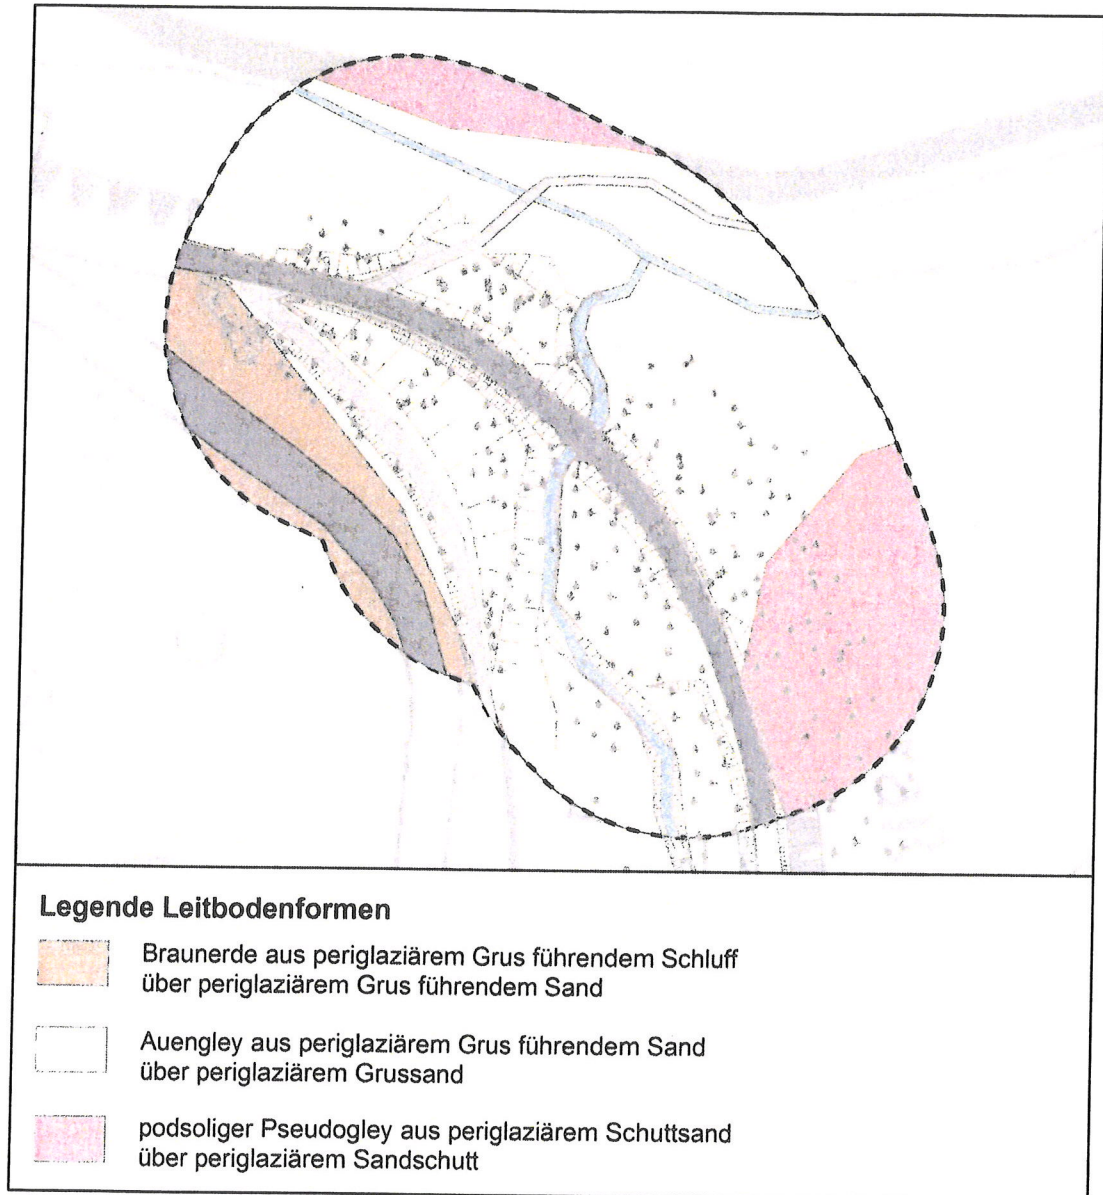 Legende Leitbodenformen
Braunerde aus periglaziärem Grus führendem Schluff
über periglaziärem Grus führendem Sand
Auengley aus periglaziärem Grus führendem Sand
über periglaziärem Grussand
podsoliger Pseudogley aus periglaziärem Schuttsand
über periglaziärem Sandschutt